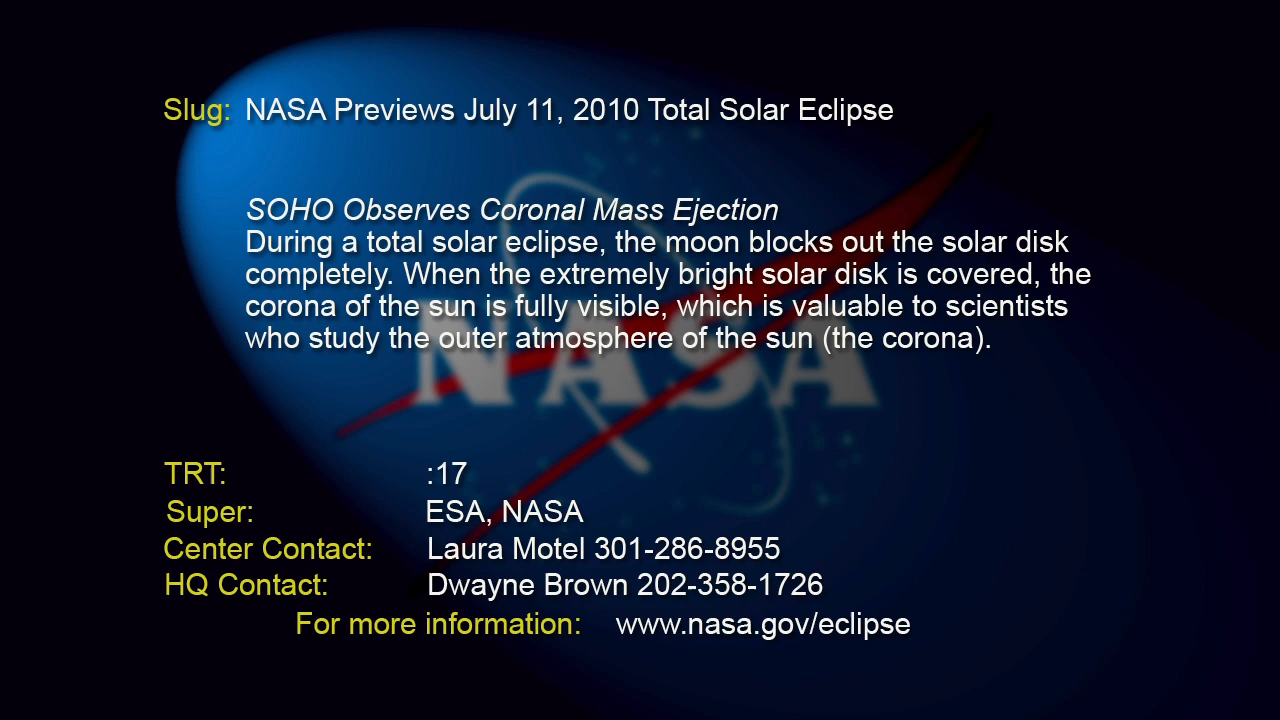 Slug: NASA Previews July 11, 2010 Total Solar Eclipse
SOHO Observes Coronal Mass Ejection
During a total solar eclipse, the moon blocks out the solar disk
completely. When the extremely bright solar disk is covered, the
corona of the sun is fully visible, which is valuable to scientists
who study the outer atmosphere of the sun (the corona).
NASA
TRT: :17
Super: ESA, NASA
Center Contact: Laura Motel 301-286-8955
HQ Contact: Dwayne Brown 202-358-1726
For more information: www.nasa.gov/eclipse